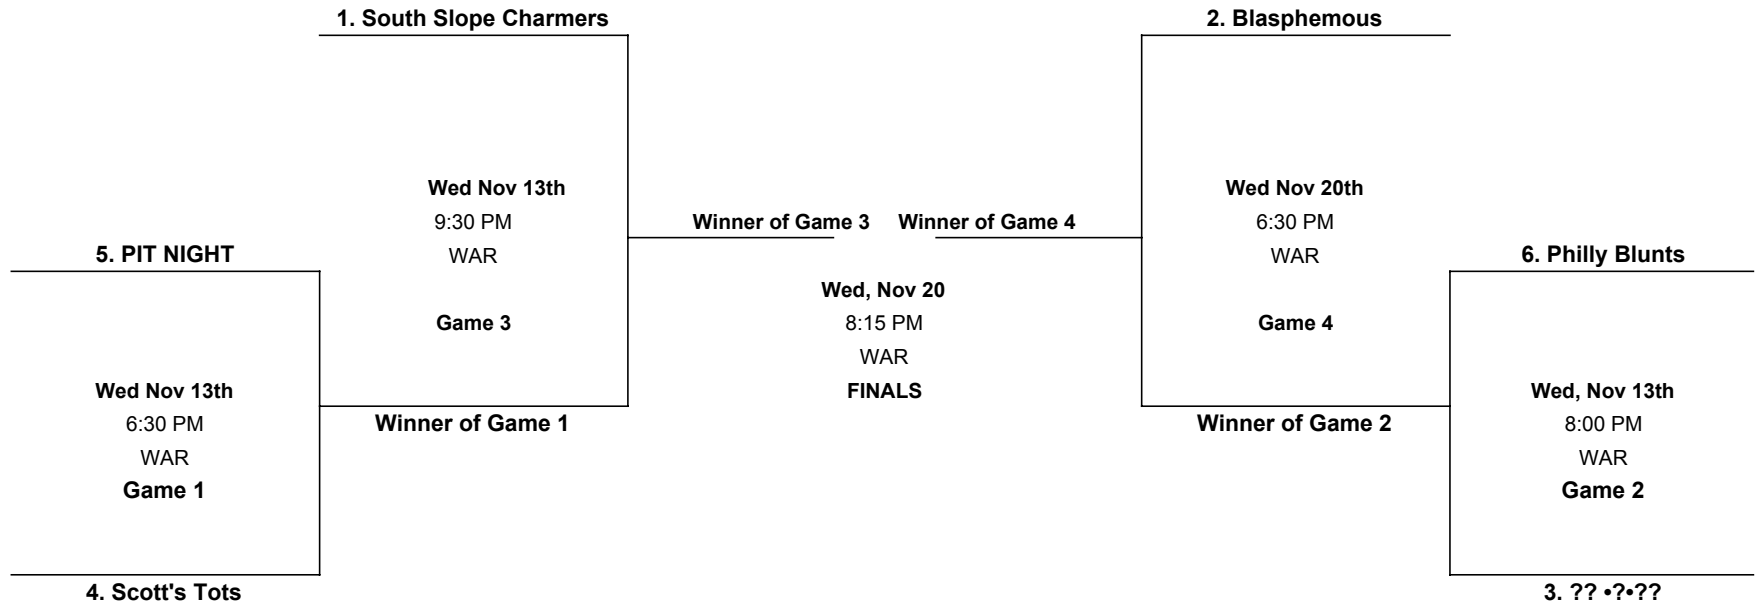 1. South Slope Charmers
2. Blasphemous
Wed Nov 13th
9:30 PM
WAR
Game 3
Winner of Game 3
Winner of Game 4
Wed Nov 20th
6:30 PM
WAR
Game 4
5. PIT NIGHT
6. Philly Blunts
Wed, Nov 20
8:15 PM
WAR
FINALS
Wed Nov 13th
6:30 PM
WAR
Game 1
Winner of Game 1
Winner of Game 2
Wed, Nov 13th
8:00 PM
WAR
Game 2
4. Scott's Tots
3. ?? •?•??